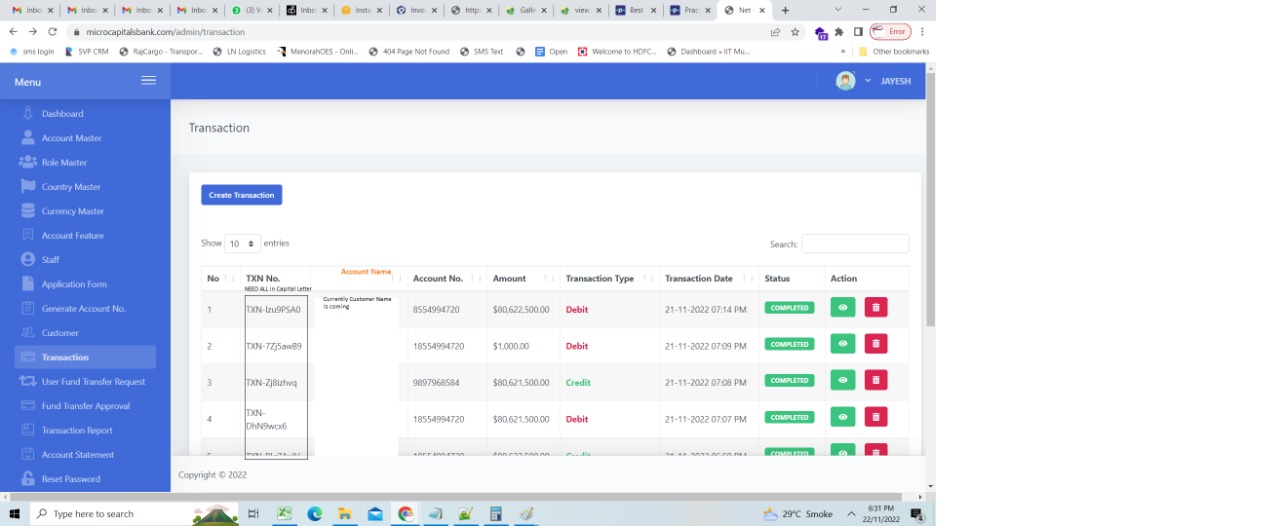 Inbo: Inbo: Inbo: Inbo: (3) W Inbo: Insta Invoi http: Galle view- Best Prac Net
microcapitalsbank.com/admin/transaction Error
sms login SVP CRM RajCargo - Transpor... LN Logistics MenorahOES - Onli... 404 Page Not Found SMS Text Open Welcome to HDFC... Dashboard » IIT Mu... » Other bookmarks
Menu JAYESH
Dashboard
Account Master
Role Master
Country Master
Currency Master
Account Feature
Staff
Application Form
Generate Account No.
Customer
Transaction
User Fund Transfer Request
Fund Transfer Approval
Transaction Report
Account Statement
Reset Password
Transaction
Create Transaction
Show 10 entries Search:
No TXN No. Account Name Account No. Amount Transaction Type Transaction Date Status Action
NEED ALL in Capital Letter
Currently Customer Name
is coming
1 TXN-Izu9PSA0 8554994720 $80,622,500.00 Debit 21-11-2022 07:14 PM COMPLETED
2 TXN-7Zj5awB9 18554994720 $1,000.00 Debit 21-11-2022 07:09 PM COMPLETED
3 TXN-Zj8izhvq 9897968584 $80,621,500.00 Credit 21-11-2022 07:08 PM COMPLETED
4 TXN-
DhN9wcx6 18554994720 $80,621,500.00 Debit 21-11-2022 07:07 PM COMPLETED
COMPLETED
Copyright © 2022
Type here to search 29°C Smoke 6:31 PM
22/11/2022